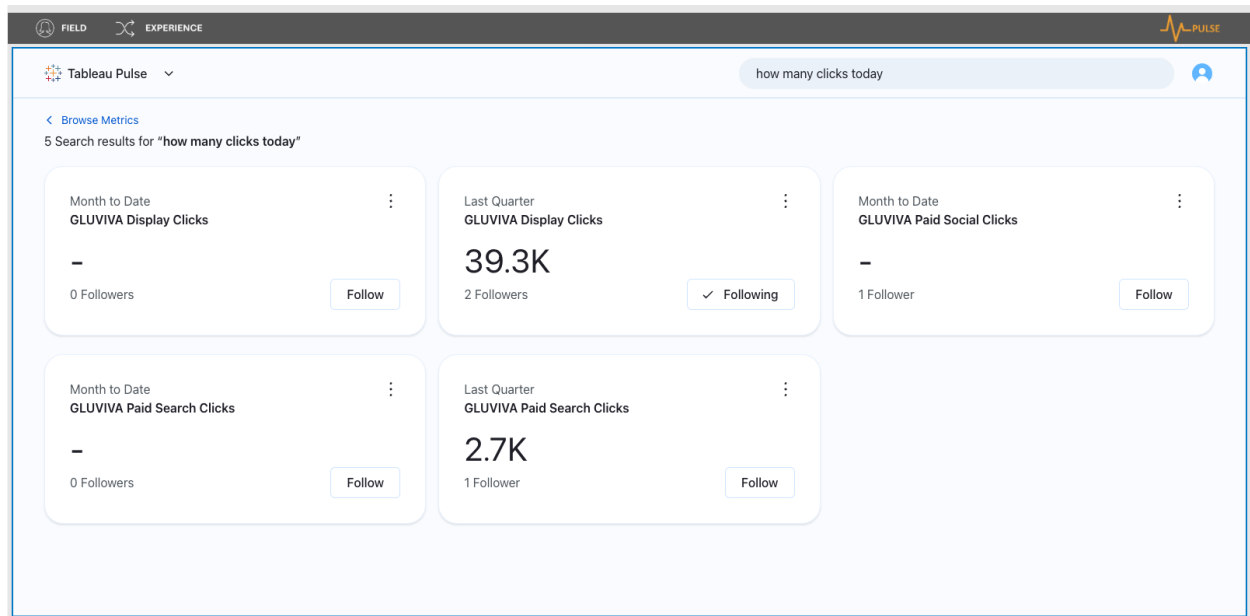 FIELD EXPERIENCE PULSE
Tableau Pulse how many clicks today
Browse Metrics
5 Search results for “how many clicks today”
Month to Date
GLUVIVA Display Clicks
-
0 Followers Follow
Last Quarter
GLUVIVA Display Clicks
39.3K
2 Followers Following
Month to Date
GLUVIVA Paid Social Clicks
-
1 Follower Follow
Month to Date
GLUVIVA Paid Search Clicks
-
0 Followers Follow
Last Quarter
GLUVIVA Paid Search Clicks
2.7K
1 Follower Follow